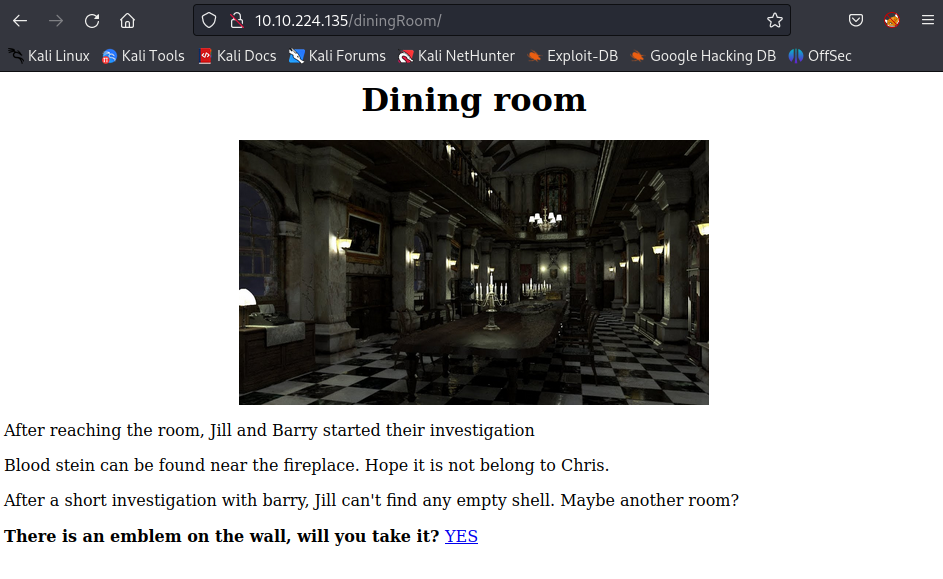 10.10.224.135/diningRoom/
Kali Linux Kali Tools Kali Docs Kali Forums Kali NetHunter Exploit-DB Google Hacking DB OffSec
Dining room
After reaching the room, Jill and Barry started their investigation
Blood stein can be found near the fireplace. Hope it is not belong to Chris.
After a short investigation with barry, Jill can't find any empty shell. Maybe another room?
There is an emblem on the wall, will you take it? YES